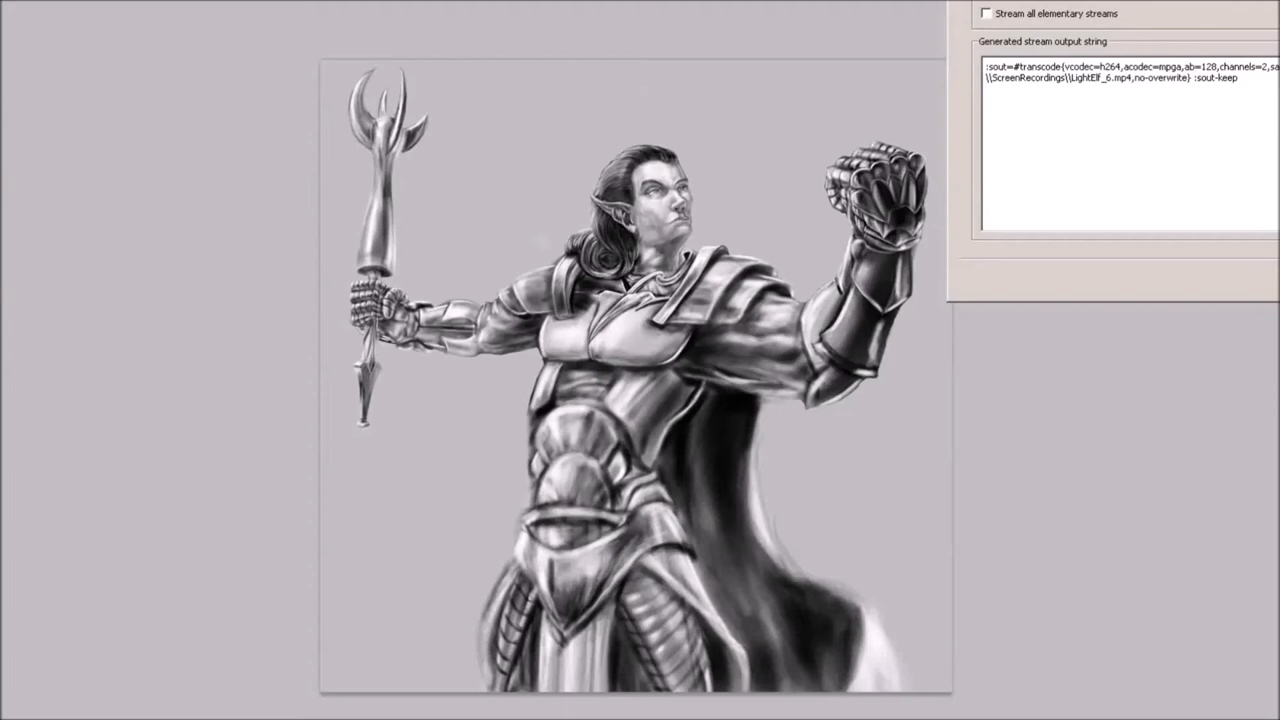 Stream all elementary streams
Generated stream output string
:sout=#transcode{vcodec=h264,acodec=mpga,ab=128,channels=2,sa
\\ScreenRecordings\\LightElf_6.mp4,no-overwrite} :sout-keep